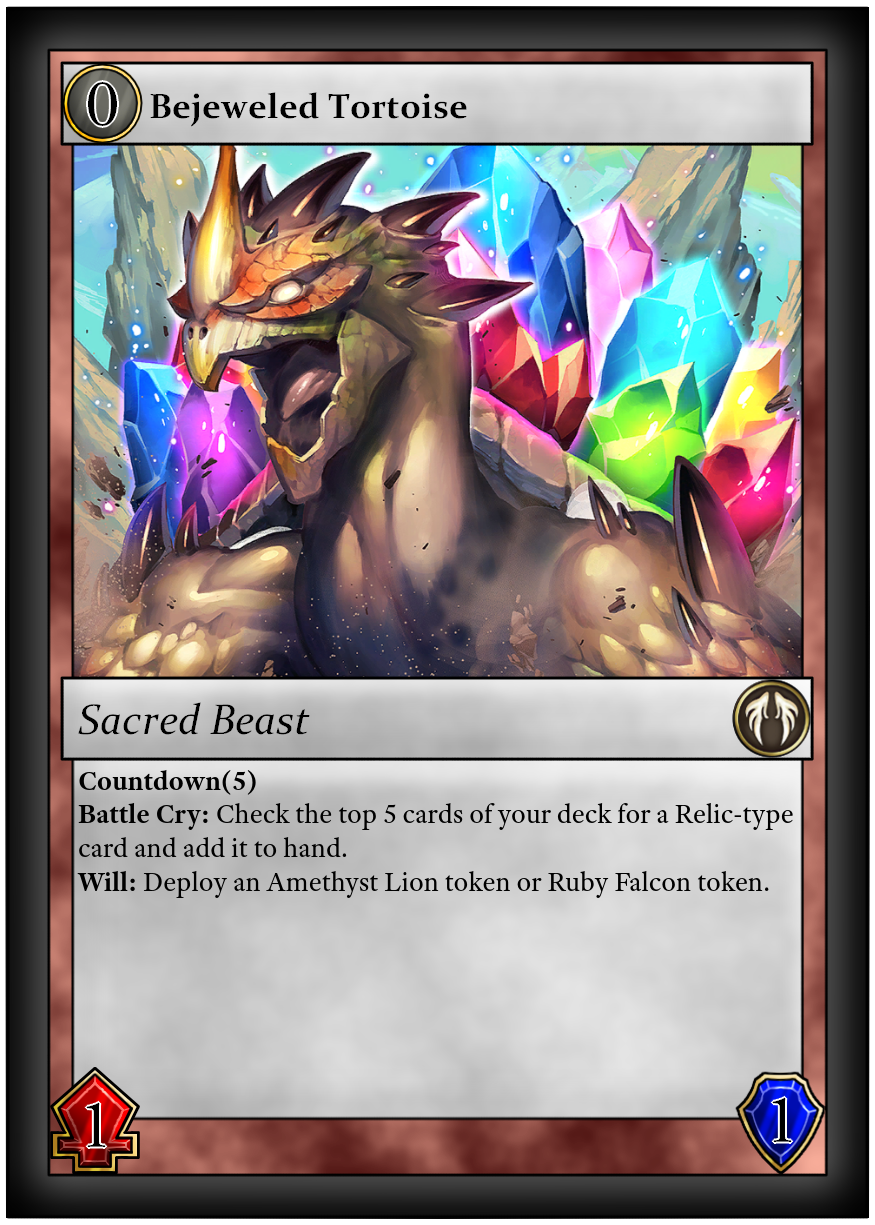 0 Bejeweled Tortoise
Sacred Beast
Countdown(5)
Battle Cry: Check the top 5 cards of your deck for a Relic-type
card and add it to hand.
Will: Deploy an Amethyst Lion token or Ruby Falcon token.
1 1